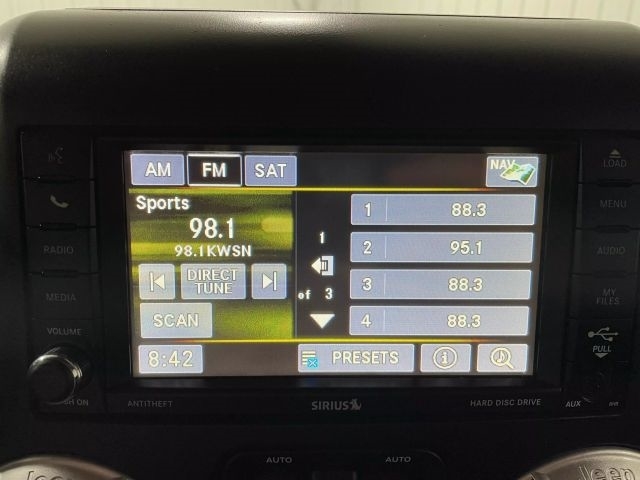 AM FM SAT NAV
LOAD
Sports
98.1
98.1KWSN
DIRECT
TUNE
SCAN
8:42
1
of 3
1 88.3
2 95.1
3 88.3
4 88.3
PRESETS
RADIO
MEDIA
VOLUME
MENU
AUDIO
MY
FILES
PULL
ANTITHEFT
SIRIUS
HARD DISC DRIVE
AUX
AUTO
AUTO
Jeep
Jeep